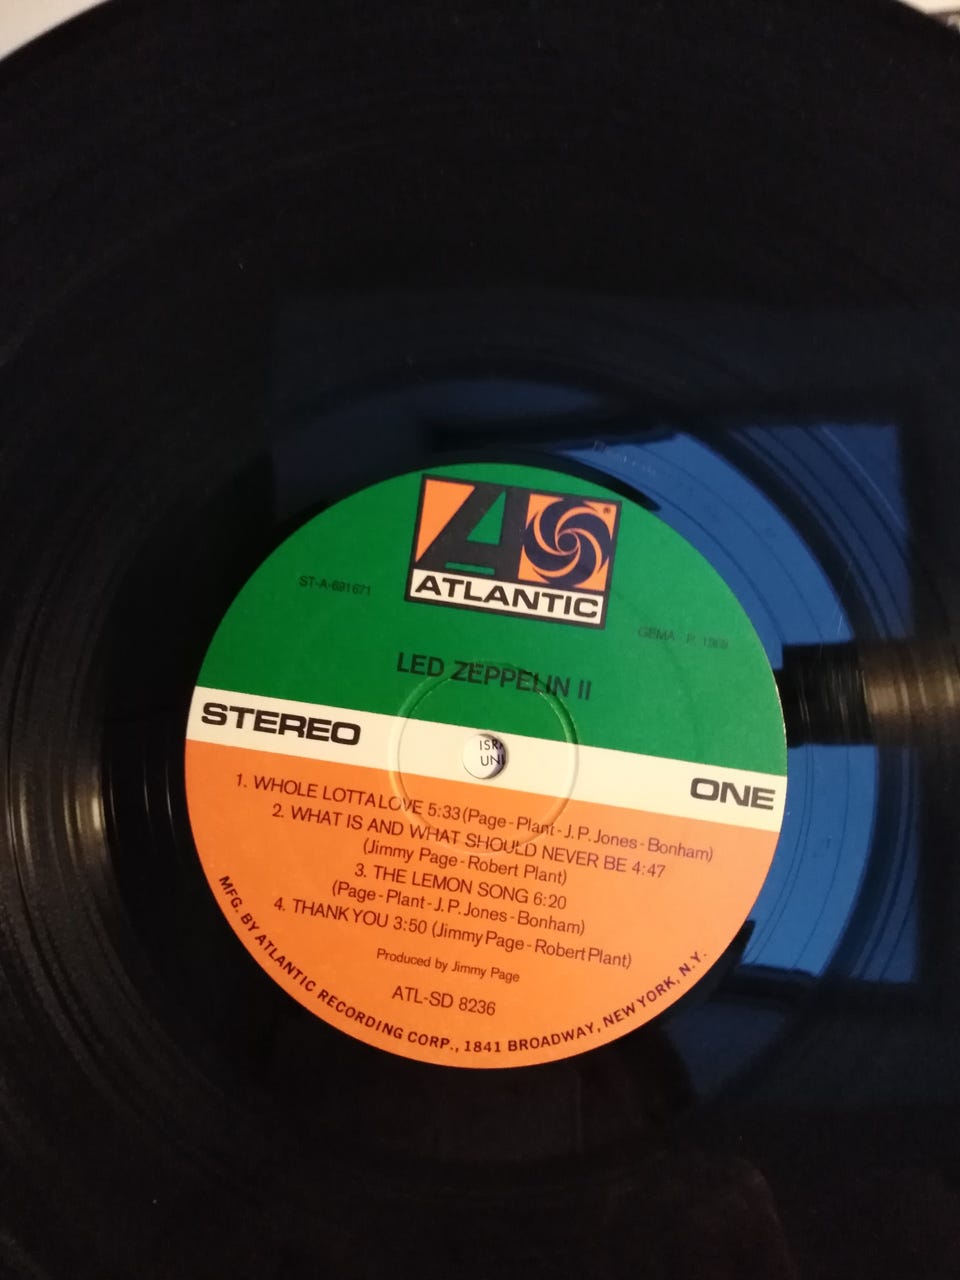 ATLANTIC
®
ST-A-691671
GEMA P. 1969
LED ZEPPELIN II
STEREO
ONE
ISR
UNI
1. WHOLE LOTTA LOVE 5:33 (Page-Plant-J.P. Jones-Bonham)
2. WHAT IS AND WHAT SHOULD NEVER BE 4:47
(Jimmy Page-Robert Plant)
3. THE LEMON SONG 6:20
(Page-Plant-J.P. Jones-Bonham)
4. THANK YOU 3:50 (Jimmy Page-Robert Plant)
Produced by Jimmy Page
ATL-SD 8236
MFG. BY ATLANTIC RECORDING CORP., 1841 BROADWAY, NEW YORK, N.Y.